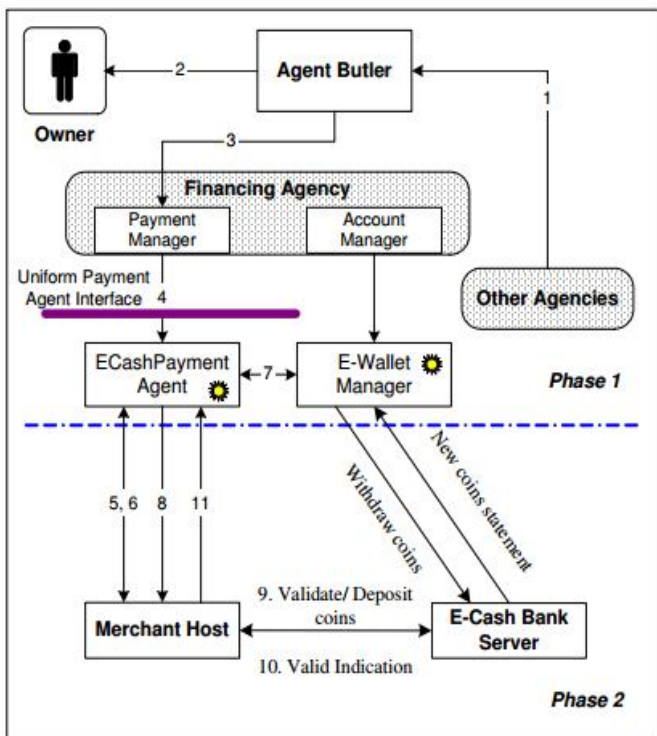 2
Agent Butler
1
Owner
3
Financing Agency
Payment
Manager
Account
Manager
Uniform Payment
Agent Interface
4
Other Agencies
ECashPayment
Agent
7
E-Wallet
Manager
Phase 1
5, 6
8
11
Withdraw coins
New coins statement
9. Validate/ Deposit
coins
Merchant Host
E-Cash Bank
Server
10. Valid Indication
Phase 2